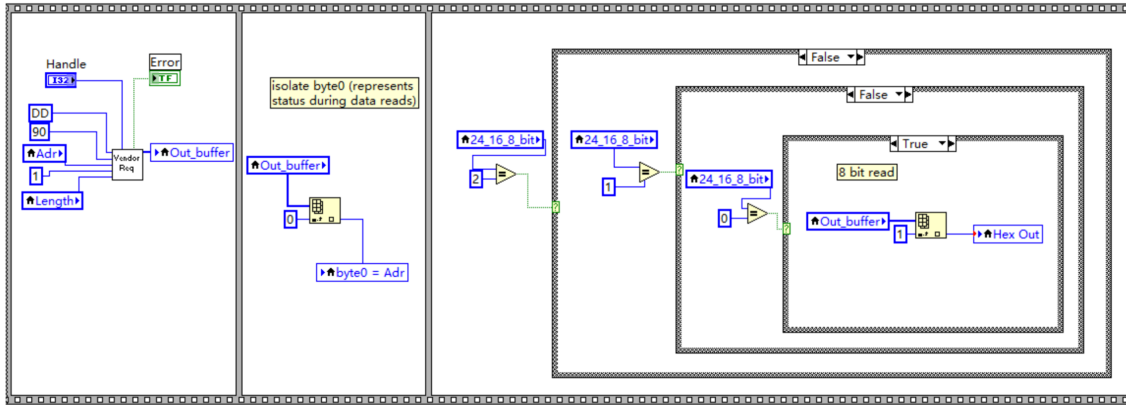 Handle
I32
Error
TF
DD
90
Adr
1
Length
Vendor
Req
Out_buffer
isolate byte0 (represents
status during data reads)
Out_buffer
0
byte0 = Adr
24_16_8_bit
2
=
?
False
24_16_8_bit
1
=
?
False
24_16_8_bit
0
=
?
True
8 bit read
Out_buffer
1
Hex Out